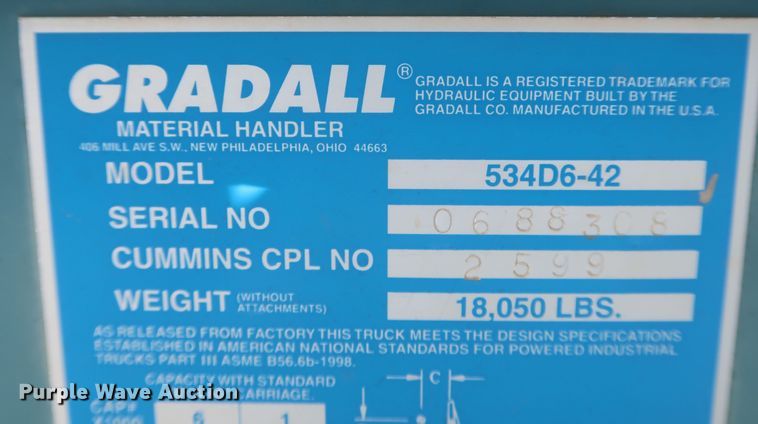 GRADALL®
GRADALL IS A REGISTERED TRADEMARK FOR
HYDRAULIC EQUIPMENT BUILT BY THE
GRADALL CO. MANUFACTURED IN THE U.S.A.
MATERIAL HANDLER
406 MILL AVE S.W., NEW PHILADELPHIA, OHIO 44663
MODEL 534D6-42
SERIAL NO 0688308
CUMMINS CPL NO 2599
WEIGHT (WITHOUT ATTACHMENTS) 18,050 LBS.
AS RELEASED FROM FACTORY THIS TRUCK MEETS THE DESIGN SPECIFICATIONS
ESTABLISHED IN AMERICAN NATIONAL STANDARDS FOR POWERED INDUSTRIAL
TRUCKS PART III ASME B56.6b-1998.
CAPACITY WITH STANDARD
CARRIAGE.
C
CAP#
6 1
Purple Wave Auction